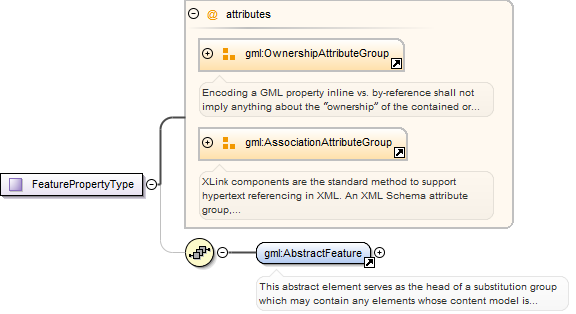 @ attributes
gml:OwnershipAttributeGroup
Encoding a GML property inline vs. by-reference shall not
imply anything about the "ownership" of the contained or...
gml:AssociationAttributeGroup
XLink components are the standard method to support
hypertext referencing in XML. An XML Schema attribute
group,...
FeaturePropertyType
gml:AbstractFeature
This abstract element serves as the head of a substitution group
which may contain any elements whose content model is...